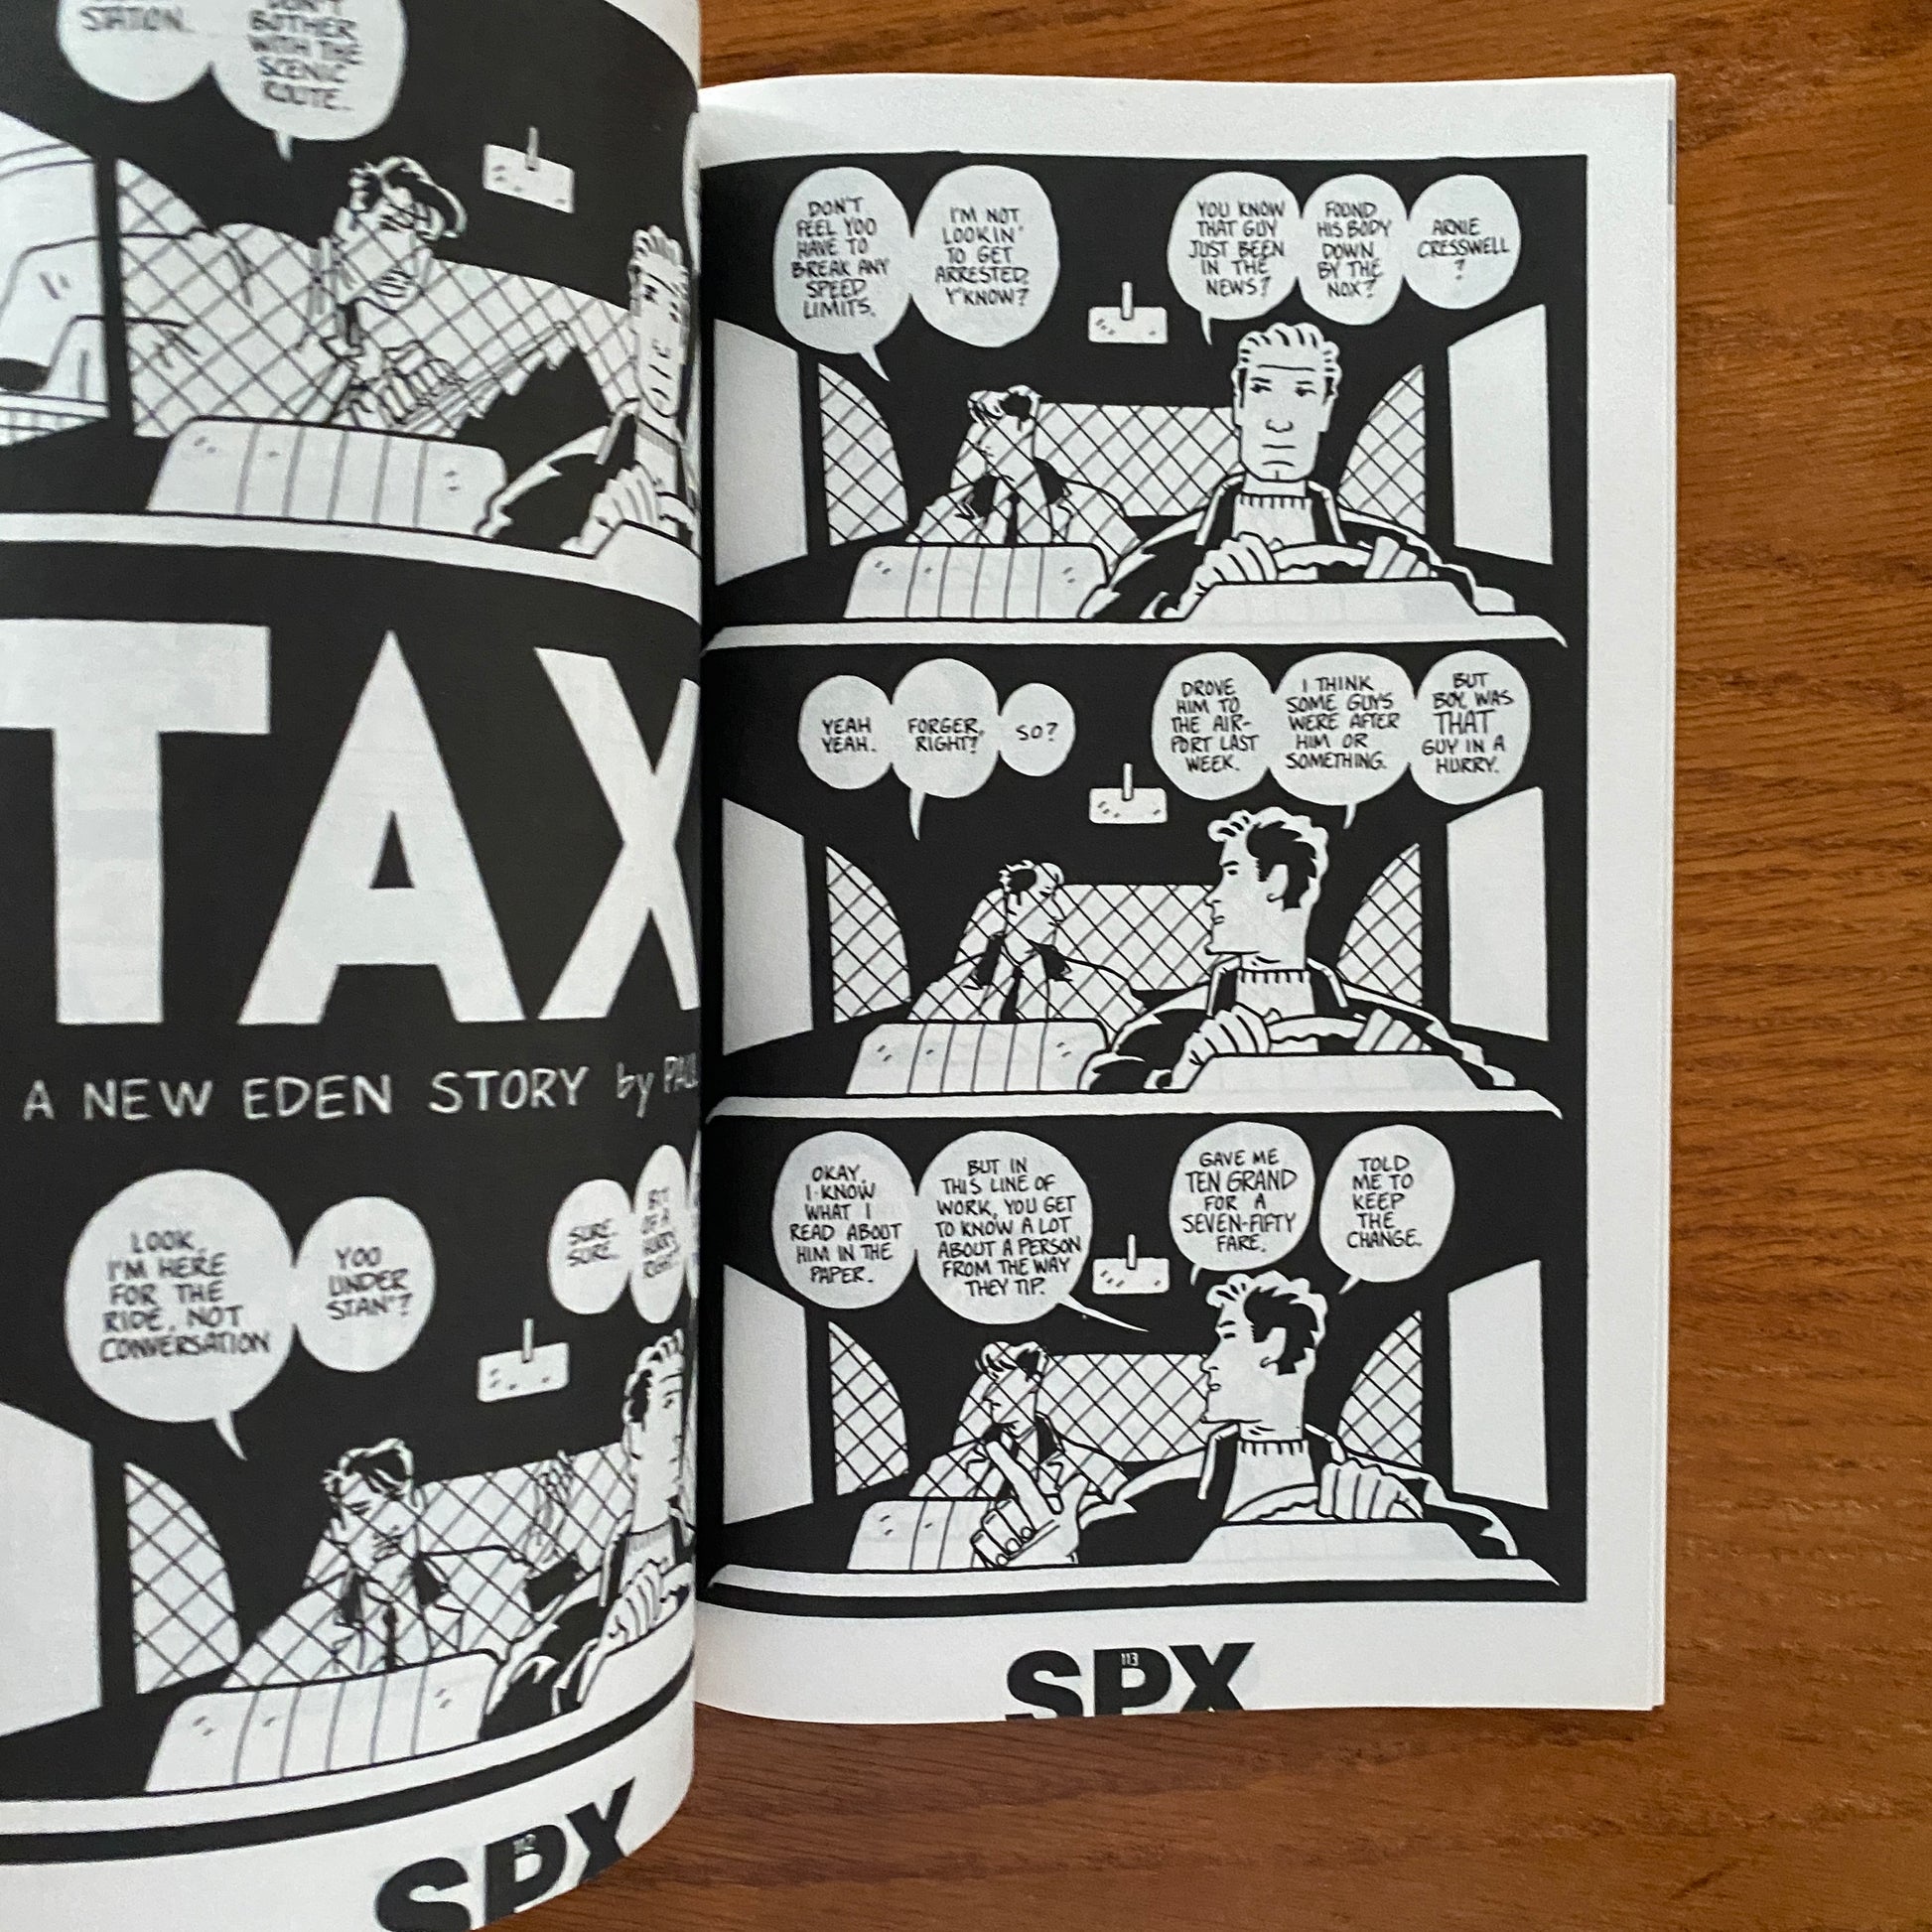 STATION.
DON'T
BOTHER
WITH THE
SCENIC
ROUTE.
TAX
A NEW EDEN STORY by PAUL
LOOK,
I'M HERE
FOR THE
RIDE, NOT
CONVERSATION
YOU
UNDER
STAN'?
SURE.
SURE.
SPX
112
DON'T
FEEL YOU
HAVE TO
BREAK ANY
SPEED
LIMITS.
I'M NOT
LOOKIN'
TO GET
ARRESTED,
Y'KNOW?
YOU KNOW
THAT GUY
JUST BEEN
IN THE
NEWS?
FOUND
HIS BODY
DOWN
BY THE
NOX?
ARNIE
CRESSWELL
?
YEAH
YEAH.
FORGER,
RIGHT?
SO?
DROVE
HIM TO
THE AIR-
PORT LAST
WEEK.
I THINK
SOME GUYS
WERE AFTER
HIM OR
SOMETHING.
BUT
BOY, WAS
THAT
GUY IN A
HURRY.
OKAY,
I KNOW
WHAT I
READ ABOUT
HIM IN THE
PAPER.
BUT IN
THIS LINE OF
WORK, YOU GET
TO KNOW A LOT
ABOUT A PERSON
FROM THE WAY
THEY TIP.
GAVE ME
TEN GRAND
FOR A
SEVEN-FIFTY
FARE.
TOLD
ME TO
KEEP
THE
CHANGE.
SPX
113